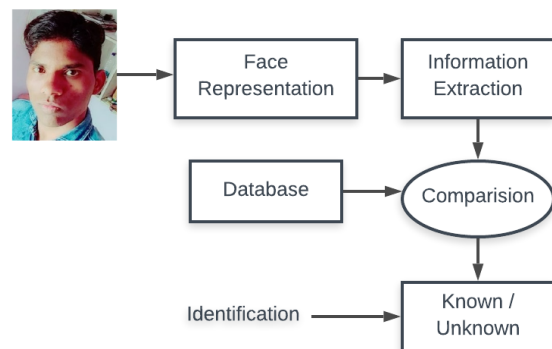 Face
Representation
Information
Extraction
Database
Comparision
Identification
Known /
Unknown